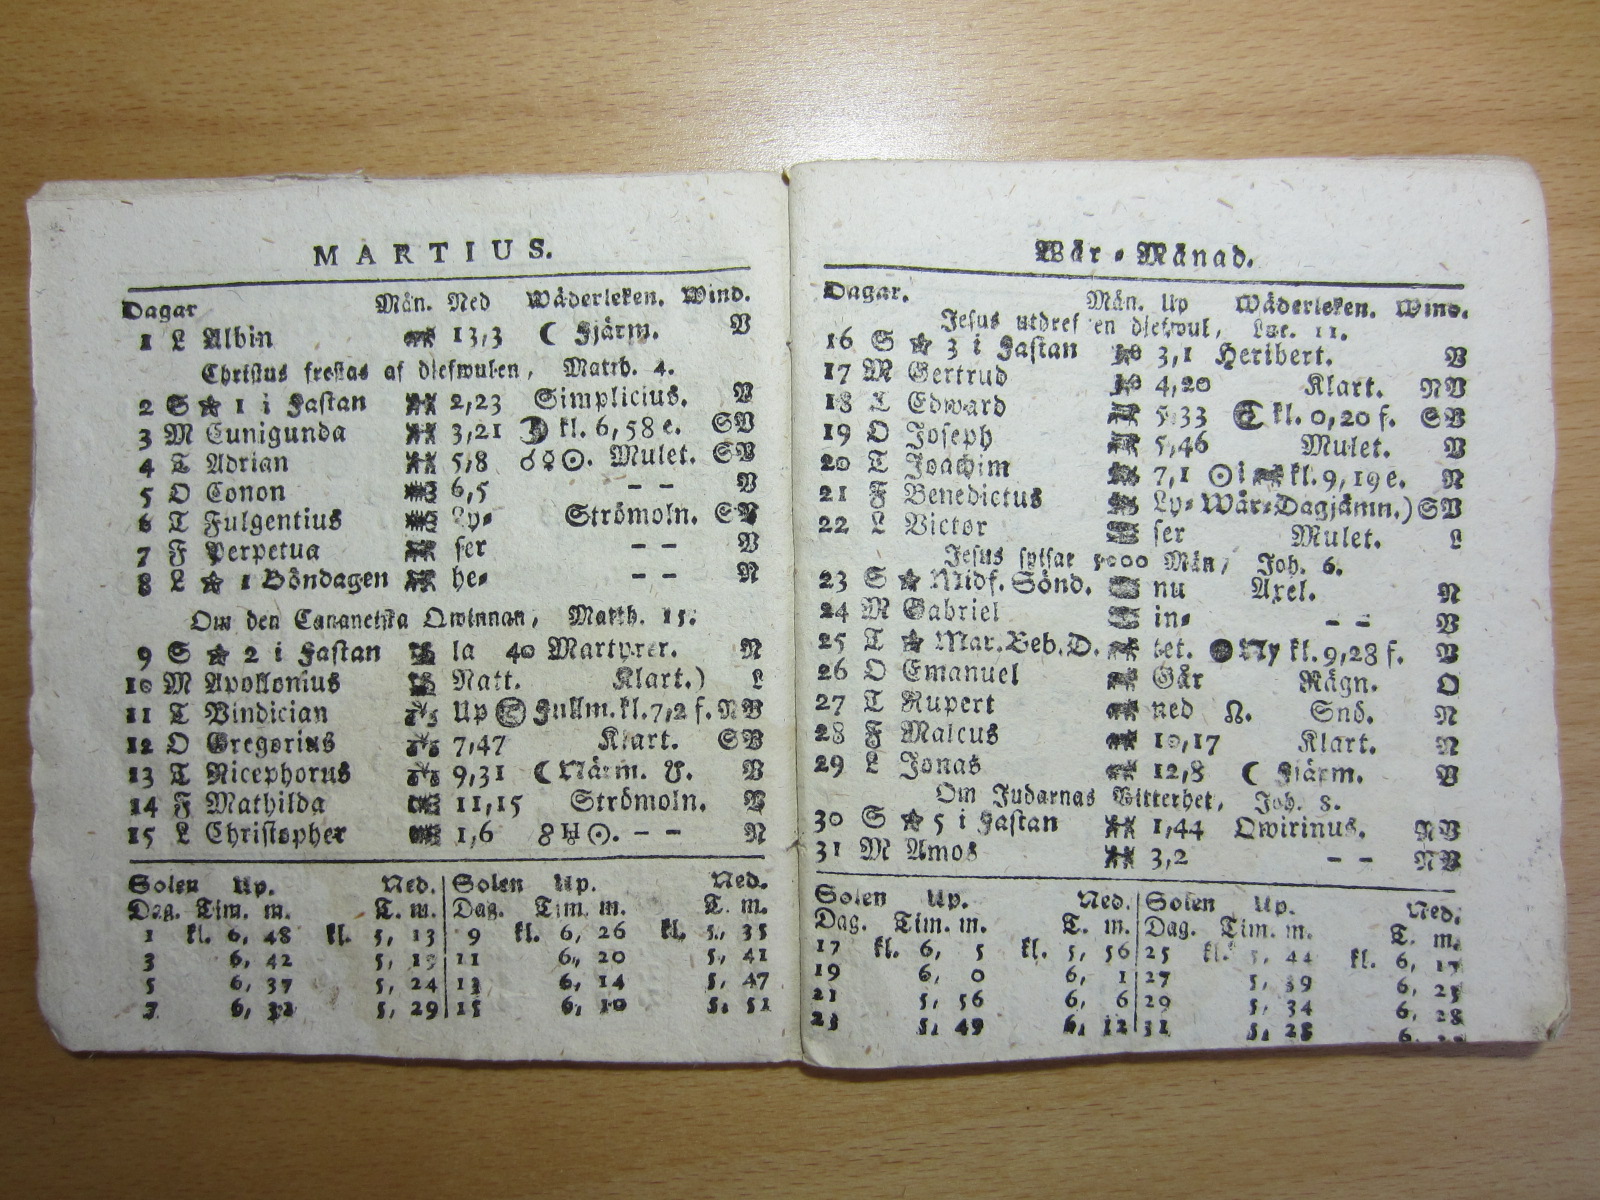 MARTIUS.
Dagar Mån. Ned Wäderleken. Wind.
1 L Albin 13,3 ☾ Fjärm. V
Christus frestas af djefwulen, Matth. 4.
2 S ★ 1 i Fastan 2,23 Simplicius. V
3 M Cunigunda 3,21 kl. 6,58 e. SV
4 T Adrian 5,8 ☌♀☉. Mulet. SV
5 O Conon 6,5 – – V
6 T Fulgentius Ly= Strömoln. SV
7 F Perpetua ser – – V
8 L ★ 1 Böndagen he= – – N
Om den Cananeiska Qwinnan, Matth. 15.
9 S ★ 2 i Fastan la 40 Martyrer. N
10 M Apollonius Natt. Klart.) L
11 T Vindician Up Fullm. kl. 7,2 f. NV
12 O Gregorius 7,47 Klart. SV
13 T Nicephorus 9,31 ☾ Närm. ☋. V
14 F Mathilda 11,15 Strömoln. V
15 L Christopher 1,6 ☍♅☉. – – N
Solen Up. Ned. Solen Up. Ned.
Dag. Tim. m. T. m. Dag. Tim. m. T. m.
1 kl. 6, 48 kl. 5, 13 9 kl. 6, 26 kl. 5, 35
3 6, 42 5, 19 11 6, 20 5, 41
5 6, 37 5, 24 13 6, 14 5, 47
7 6, 32 5, 29 15 6, 10 5, 51
Wår=Månad.
Dagar. Mån. Up Wäderleken. Wind.
Jesus utdref en djefwul, Luc. 11.
16 S ★ 3 i Fastan 3,1 Heribert. V
17 M Gertrud 4,20 Klart. NV
18 T Edward 5,33 kl. 0,20 f. SV
19 O Joseph 5,46 Mulet. V
20 T Joachim 7,1 ☉ i kl. 9,19 e. N
21 F Benedictus Ly= Wår=Dagjämn.) SV
22 L Victor ser Mulet. L
Jesus spisar 5000 Män, Joh. 6.
23 S ★ Midf. Sönd. nu Axel. N
24 M Gabriel in= – – V
25 T ★ Mar. Beb. D. tet. ● Ny kl. 9,28 f. V
26 O Emanuel Går Rägn. O
27 T Rupert ned ☊. Snö. N
28 F Malcus 10,17 Klart. N
29 L Jonas 12,8 ☾ Fjärm. V
Om Judarnas Bitterhet, Joh. 8.
30 S ★ 5 i Fastan 1,44 Qwirinus. NV
31 M Amos 3,2 – – NV
Solen Up. Ned. Solen Up. Ned.
Dag. Tim. m. T. m. Dag. Tim. m. T. m.
17 kl. 6, 5 kl. 5, 56 25 kl. 5, 44 kl. 6, 17
19 6, 0 6, 1 27 5, 39 6, 23
21 5, 56 6, 6 29 5, 34 6, 28
23 5, 49 6, 12 31 5, 28 6,